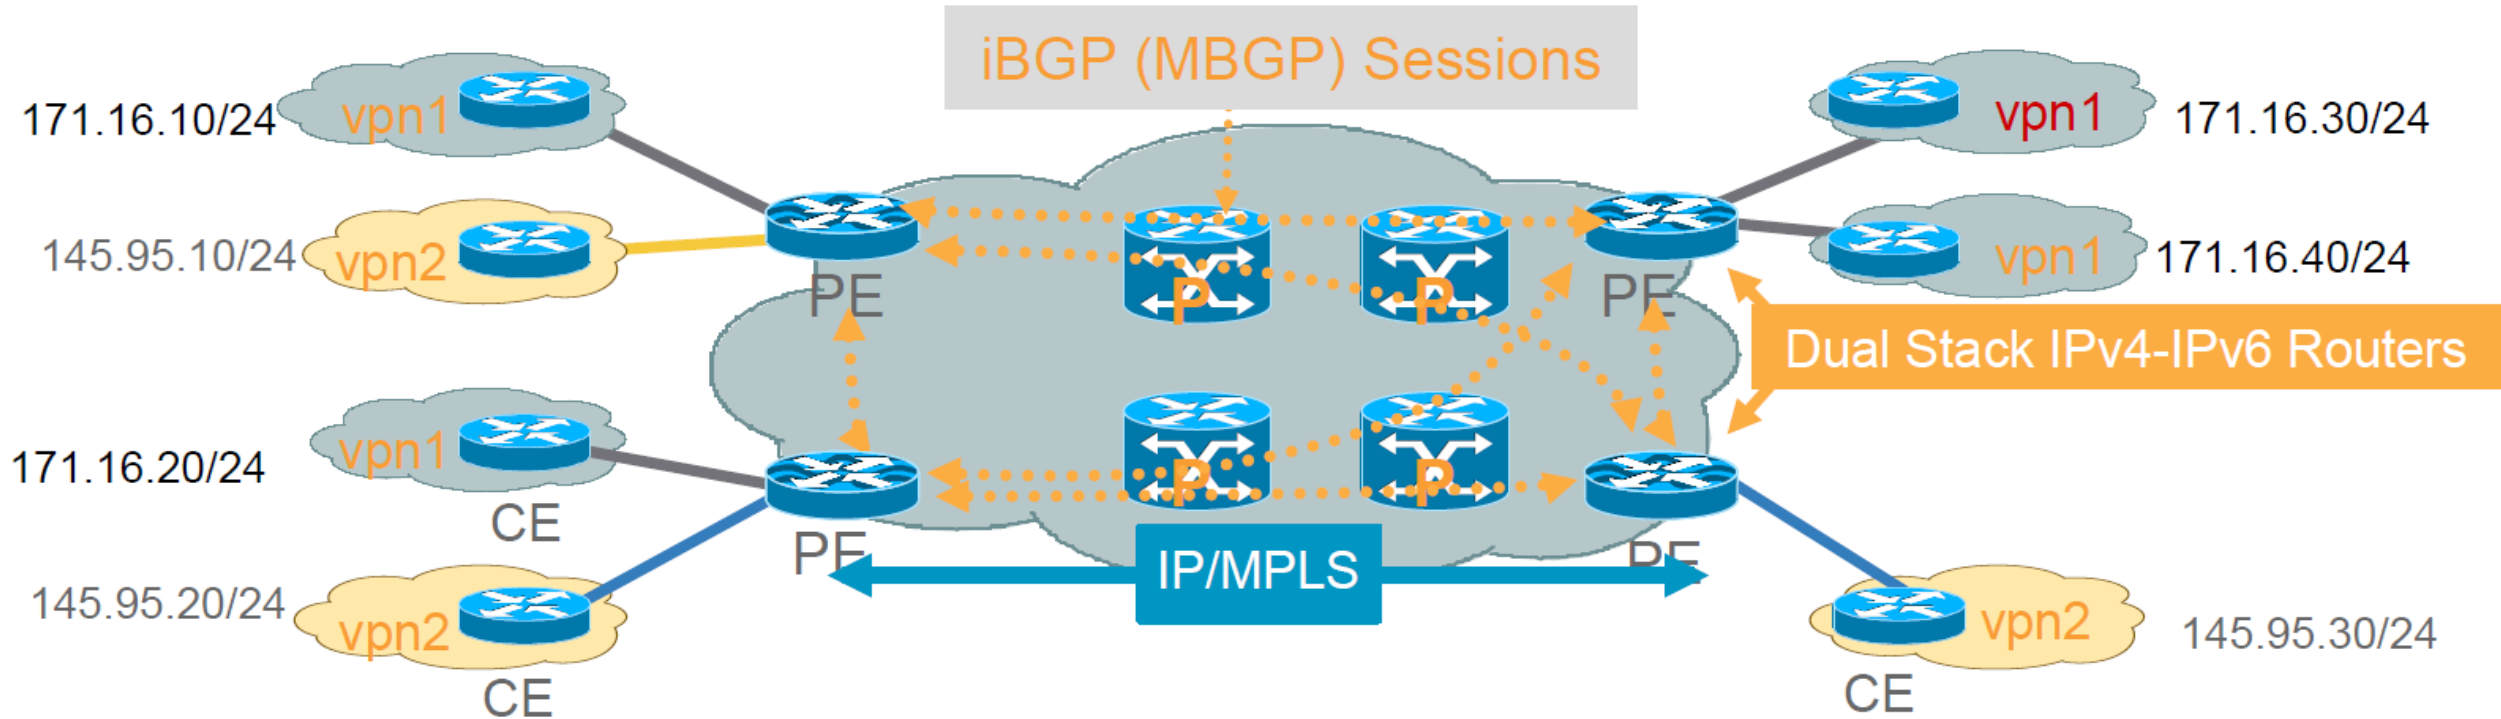 iBGP (MBGP) Sessions
171.16.10/24
vpn1
vpn1
171.16.30/24
145.95.10/24
vpn2
PE
P
P
PE
vpn1
171.16.40/24
Dual Stack IPv4-IPv6 Routers
171.16.20/24
vpn1
CE
P
P
PE
PE
IP/MPLS
145.95.20/24
vpn2
CE
vpn2
145.95.30/24
CE